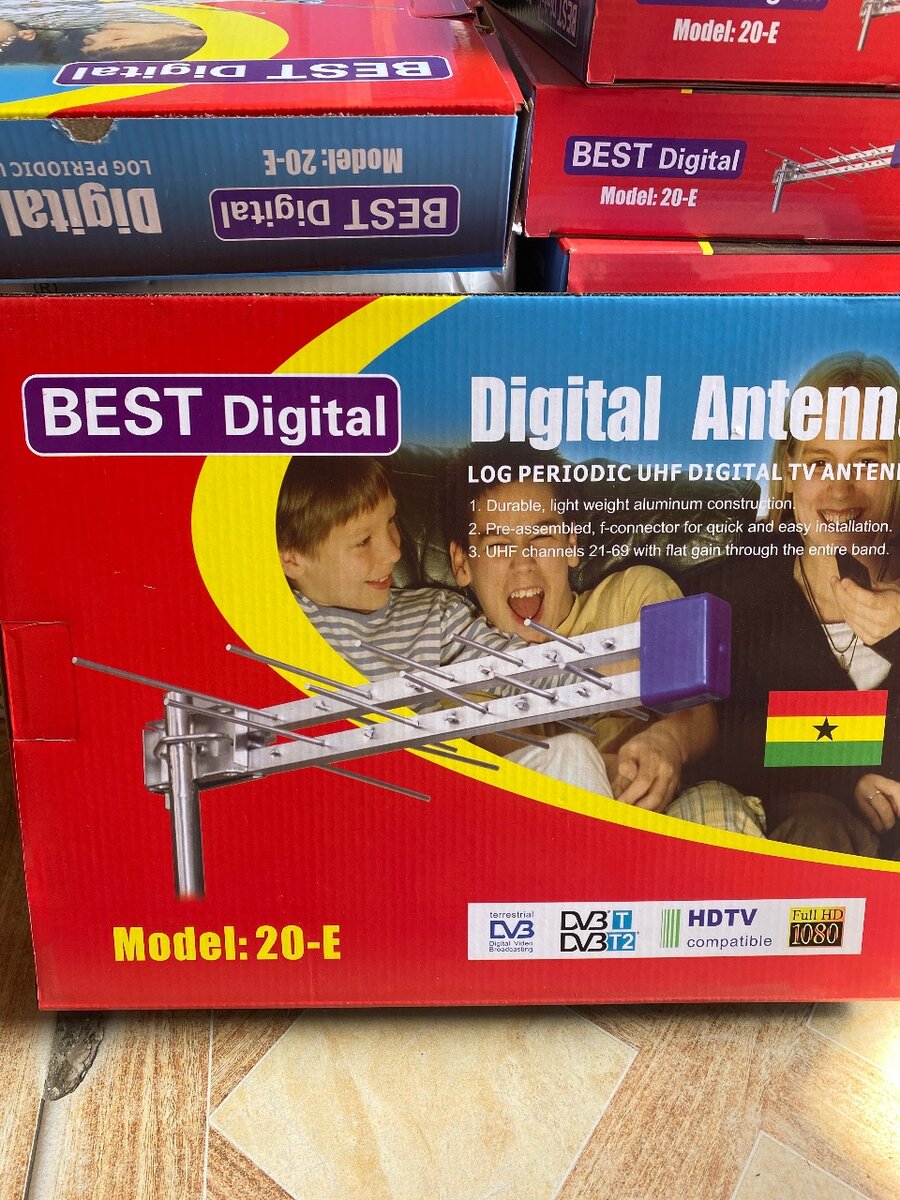 Model: 20-E
BEST Digital
BEST Digital
Model: 20-E
LOG PERIODIC
Digital
BEST Digital
Model: 20-E
(R)
BEST Digital
Digital Antenn
LOG PERIODIC UHF DIGITAL TV ANTEN
1. Durable, light weight aluminum construction.
2. Pre-assembled, f-connector for quick and easy installation.
3. UHF channels 21-69 with flat gain through the entire band.
Model: 20-E
terrestrial
DVB
Digital Video
Broadcasting
DVB T
DVB T2
HDTV
compatible
Full HD
1080